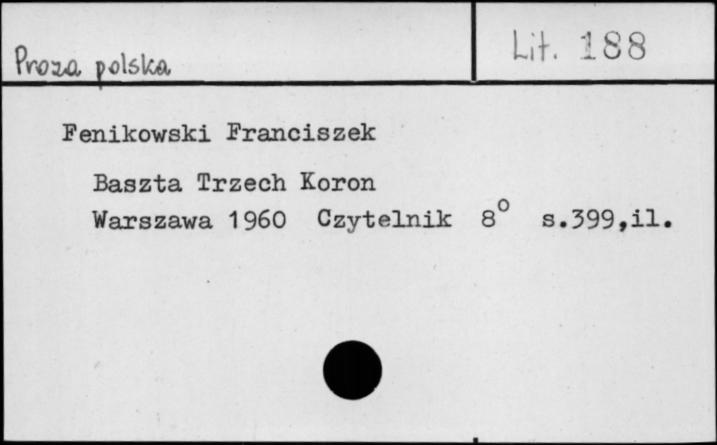 Proza polska
Lit. 188
Fenikowski Franciszek
Baszta Trzech Koron
Warszawa 1960 Czytelnik 8° s.399,il.